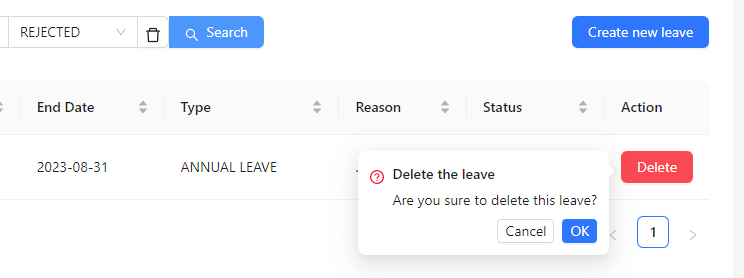 REJECTED Search Create new leave
End Date Type Reason Status Action
2023-08-31 ANNUAL LEAVE Delete
Delete the leave
Are you sure to delete this leave?
Cancel OK
1